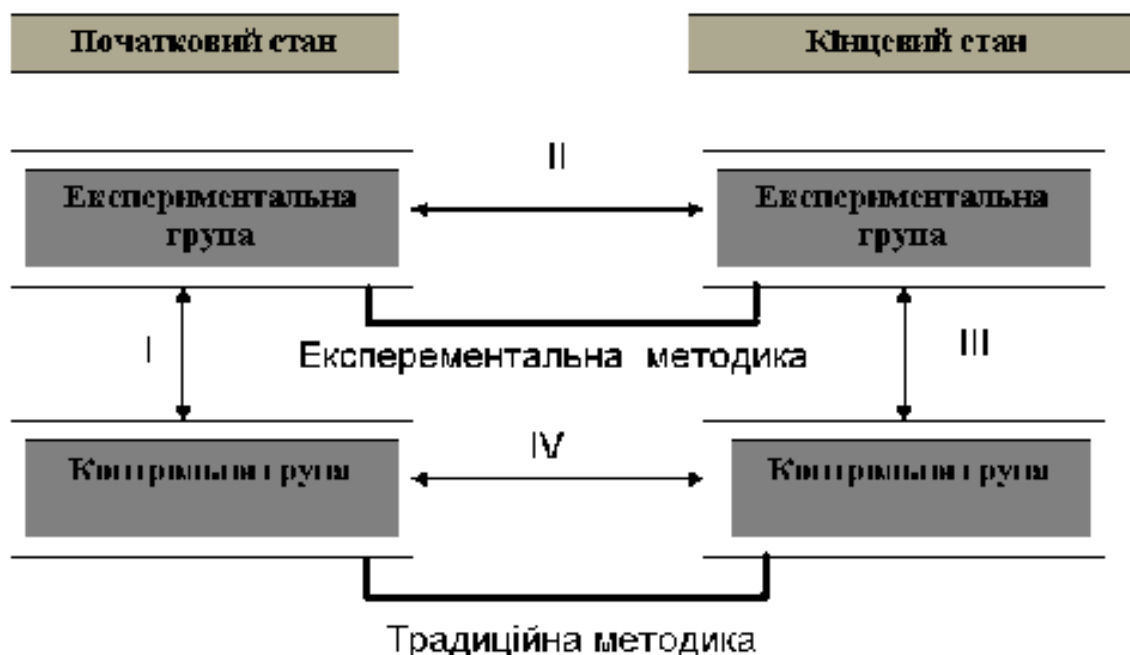 Початковий стан
Кінцевий стан
II
Експериментальна
група
Експериментальна
група
I
III
Експерементальна методика
IV
Контрольна група
Контрольна група
Традиційна методика